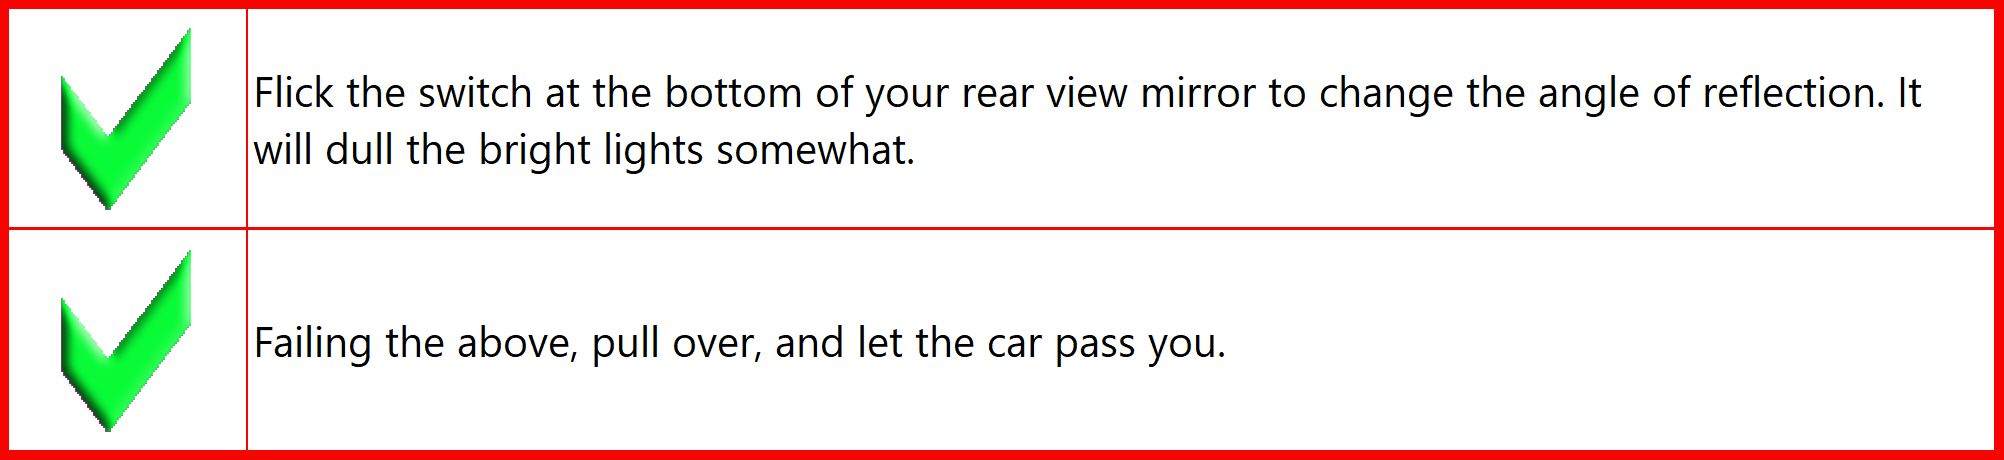 Flick the switch at the bottom of your rear view mirror to change the angle of reflection. It
will dull the bright lights somewhat.
Failing the above, pull over, and let the car pass you.